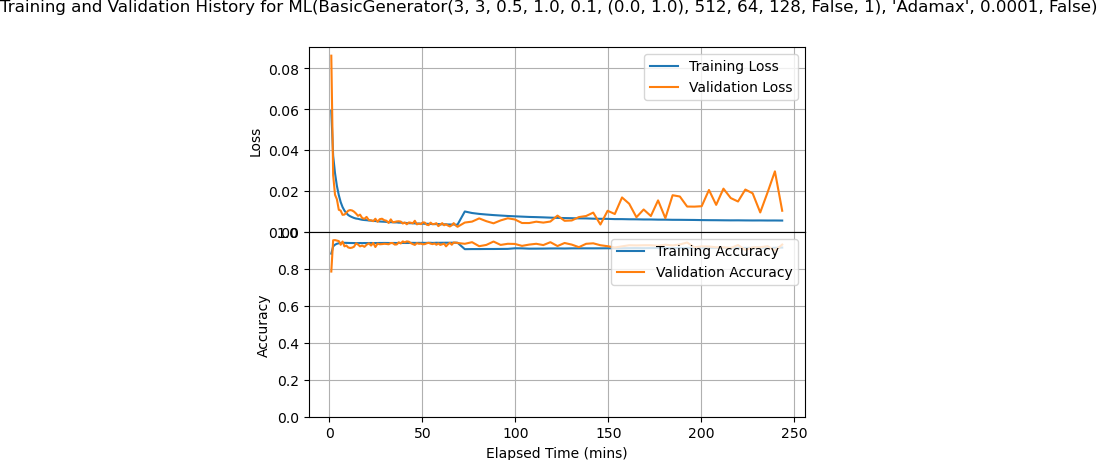 Training and Validation History for ML(BasicGenerator(3, 3, 0.5, 1.0, 0.1, (0.0, 1.0), 512, 64, 128, False, 1), 'Adamax', 0.0001, False)
Training Loss
Validation Loss
0.08
0.06
0.04
0.02
0.00
Loss
Training Accuracy
Validation Accuracy
1.0
0.8
0.6
0.4
0.2
0.0
Accuracy
0
50
100
150
200
250
Elapsed Time (mins)